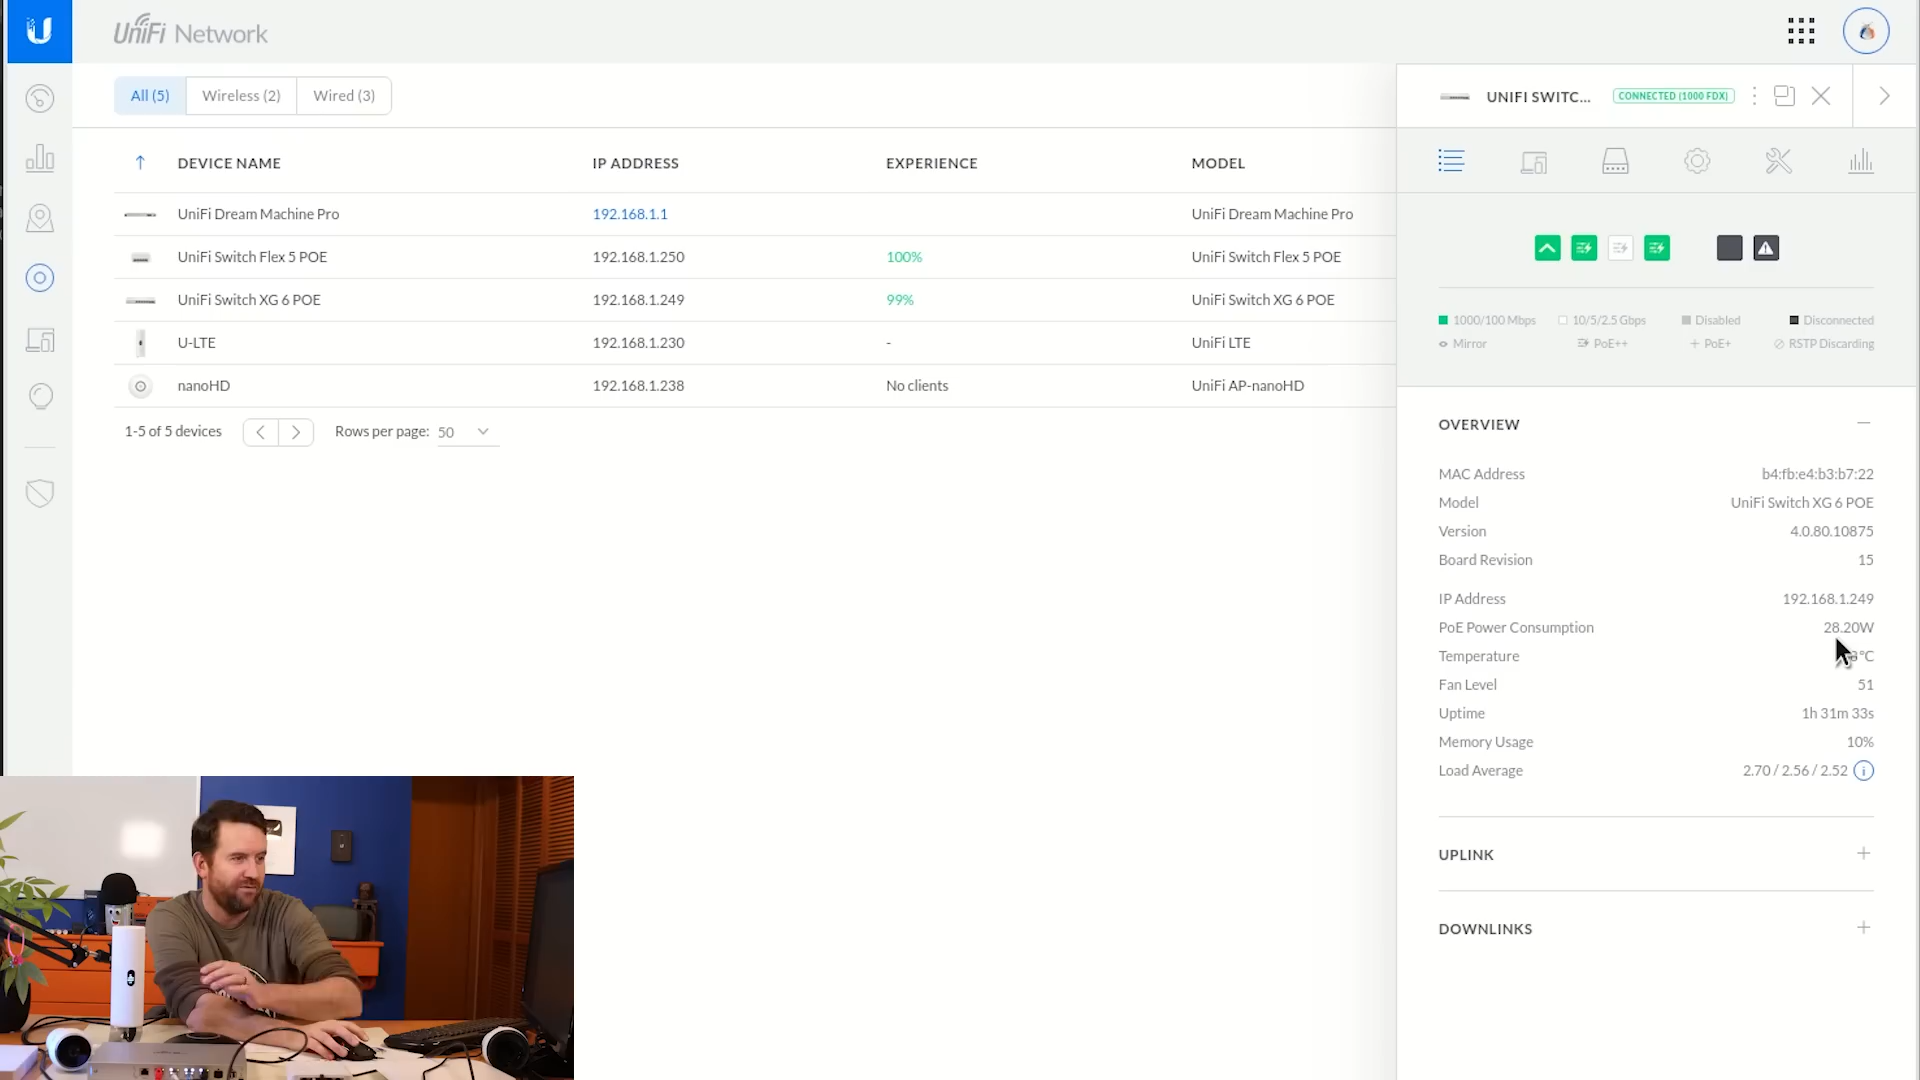 UniFi Network
All (5)
Wireless (2)
Wired (3)
UNIFI SWITC...
CONNECTED (1000 FDX)
DEVICE NAME
IP ADDRESS
EXPERIENCE
MODEL
UniFi Dream Machine Pro
192.168.1.1
UniFi Dream Machine Pro
UniFi Switch Flex 5 POE
192.168.1.250
100%
UniFi Switch Flex 5 POE
UniFi Switch XG 6 POE
192.168.1.249
99%
UniFi Switch XG 6 POE
U-LTE
192.168.1.230
-
UniFi LTE
nanoHD
192.168.1.238
No clients
UniFi AP-nanoHD
1-5 of 5 devices
Rows per page: 50
1000/100 Mbps
10/5/2.5 Gbps
Disabled
Disconnected
Mirror
PoE++
PoE+
RSTP Discarding
OVERVIEW
MAC Address
b4:fb:e4:b3:b7:22
Model
UniFi Switch XG 6 POE
Version
4.0.80.10875
Board Revision
15
IP Address
192.168.1.249
PoE Power Consumption
28.20W
Temperature
°C
Fan Level
51
Uptime
1h 31m 33s
Memory Usage
10%
Load Average
2.70 / 2.56 / 2.52
UPLINK
DOWNLINKS